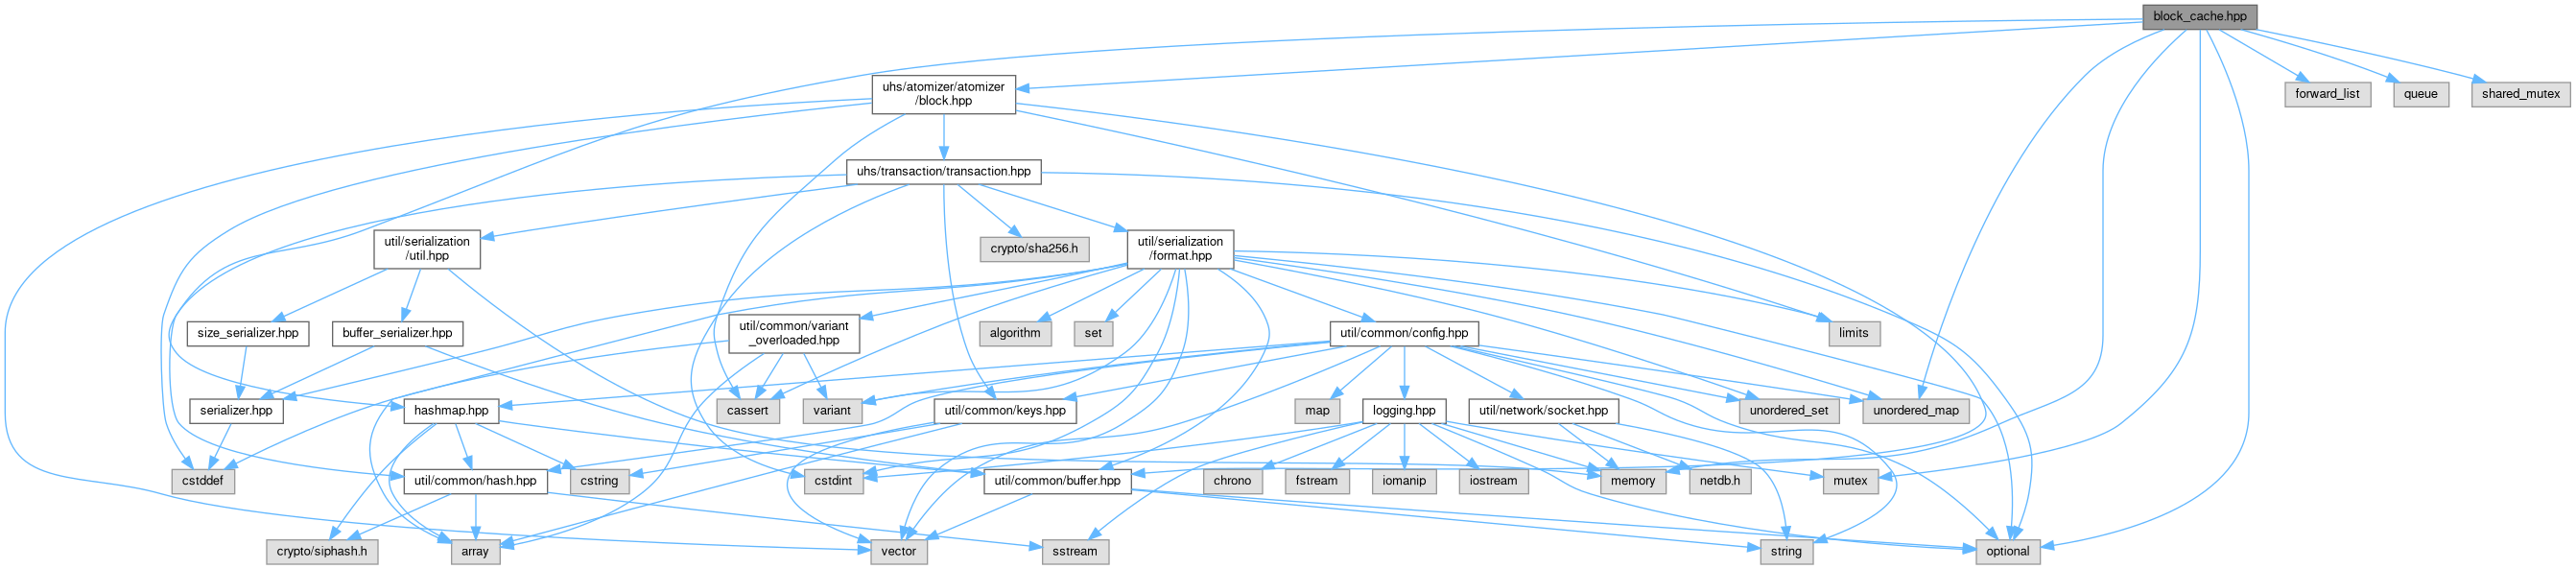 block_cache.hpp
uhs/atomizer/atomizer
/block.hpp
forward_list
queue
shared_mutex
uhs/transaction/transaction.hpp
util/serialization
/util.hpp
crypto/sha256.h
util/serialization
/format.hpp
size_serializer.hpp
buffer_serializer.hpp
util/common/variant
_overloaded.hpp
algorithm
set
util/common/config.hpp
limits
serializer.hpp
hashmap.hpp
cassert
variant
util/common/keys.hpp
map
logging.hpp
util/network/socket.hpp
unordered_set
unordered_map
cstddef
util/common/hash.hpp
cstring
cstdint
util/common/buffer.hpp
chrono
fstream
iomanip
iostream
memory
netdb.h
mutex
crypto/siphash.h
array
vector
sstream
string
optional